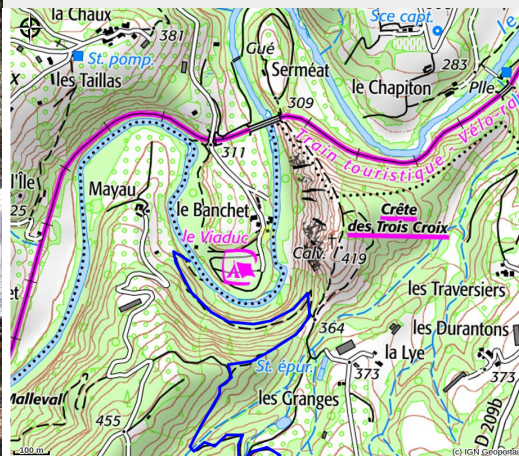 la Chaux
381
Sce capt.
St. pomp.
Gué
Serméat
283
les Taillas
le Chapiton
Plle
309
311
Train touristique - Vélo-rail
l'Île
Mayau
25
le Banchet
Crête
des Trois Croix
le Viaduc
Calv.
419
et
les Traversiers
364
les Durantons
la Lye
St. épur.
373
373
Malleval
les Granges
455
D 209b
100 m
(c) IGN Geoportail